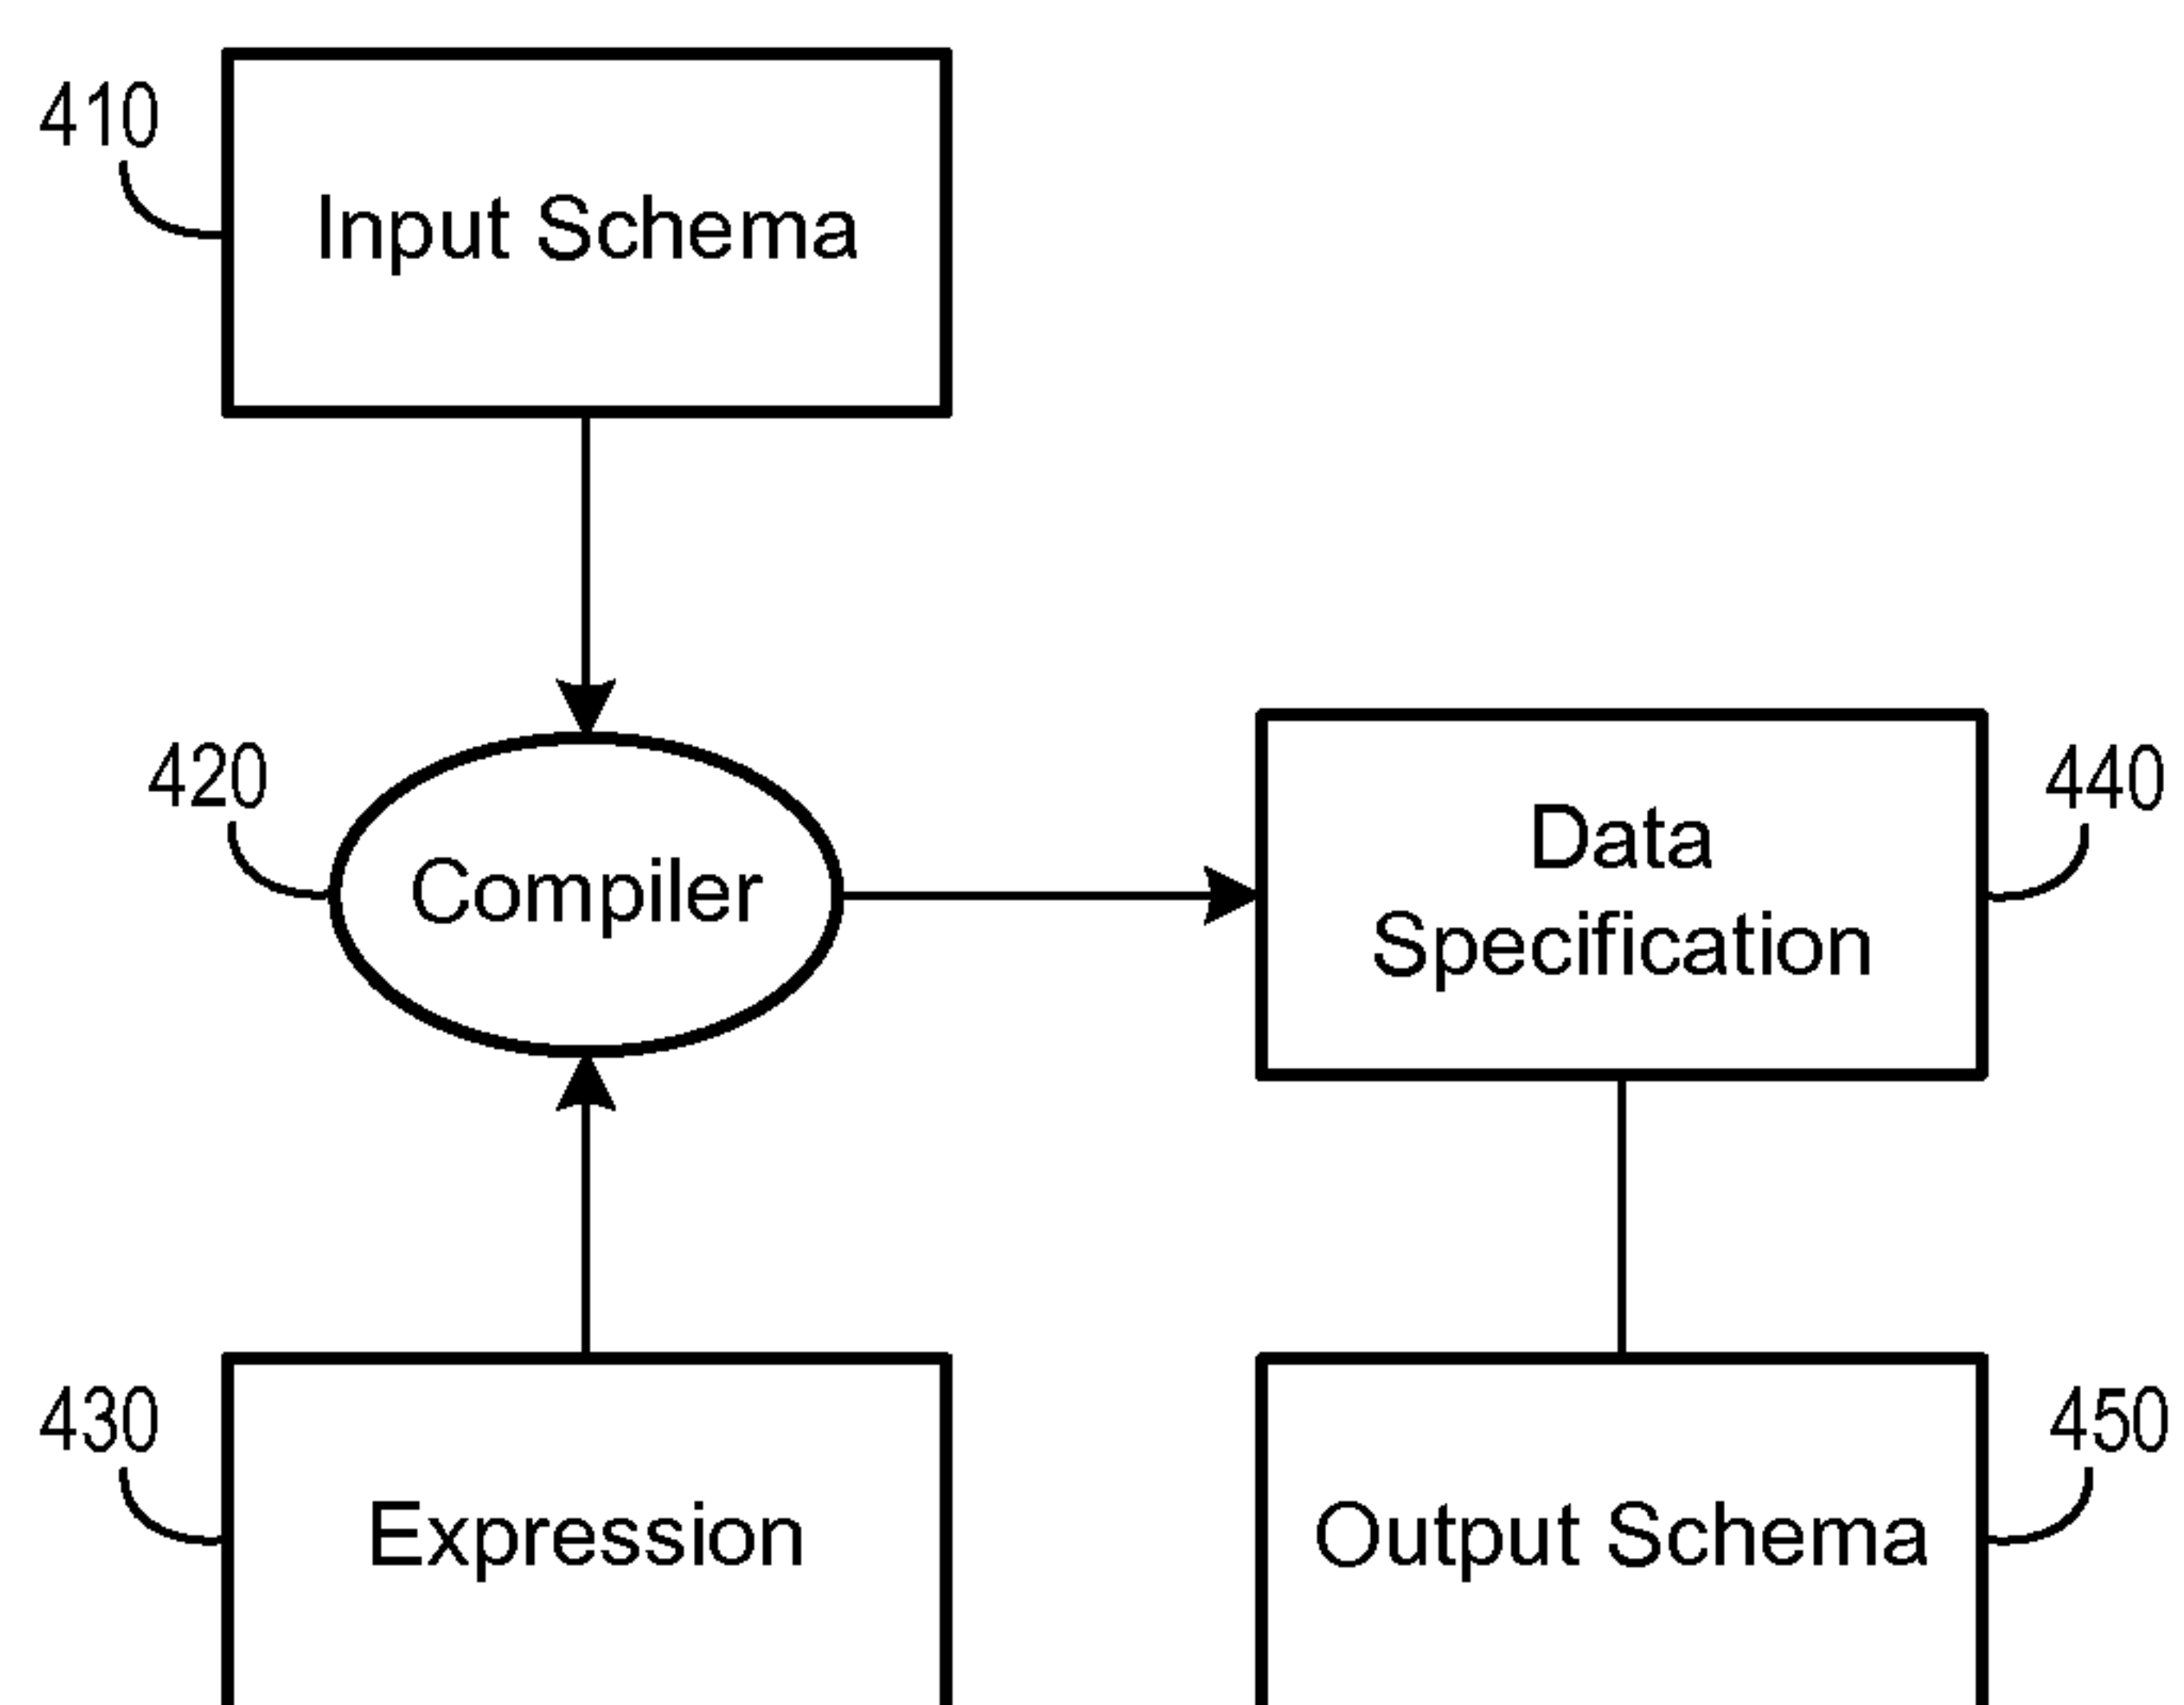 410
Input Schema
420
Compiler
Data
Specification
440
430
Expression
Output Schema
450